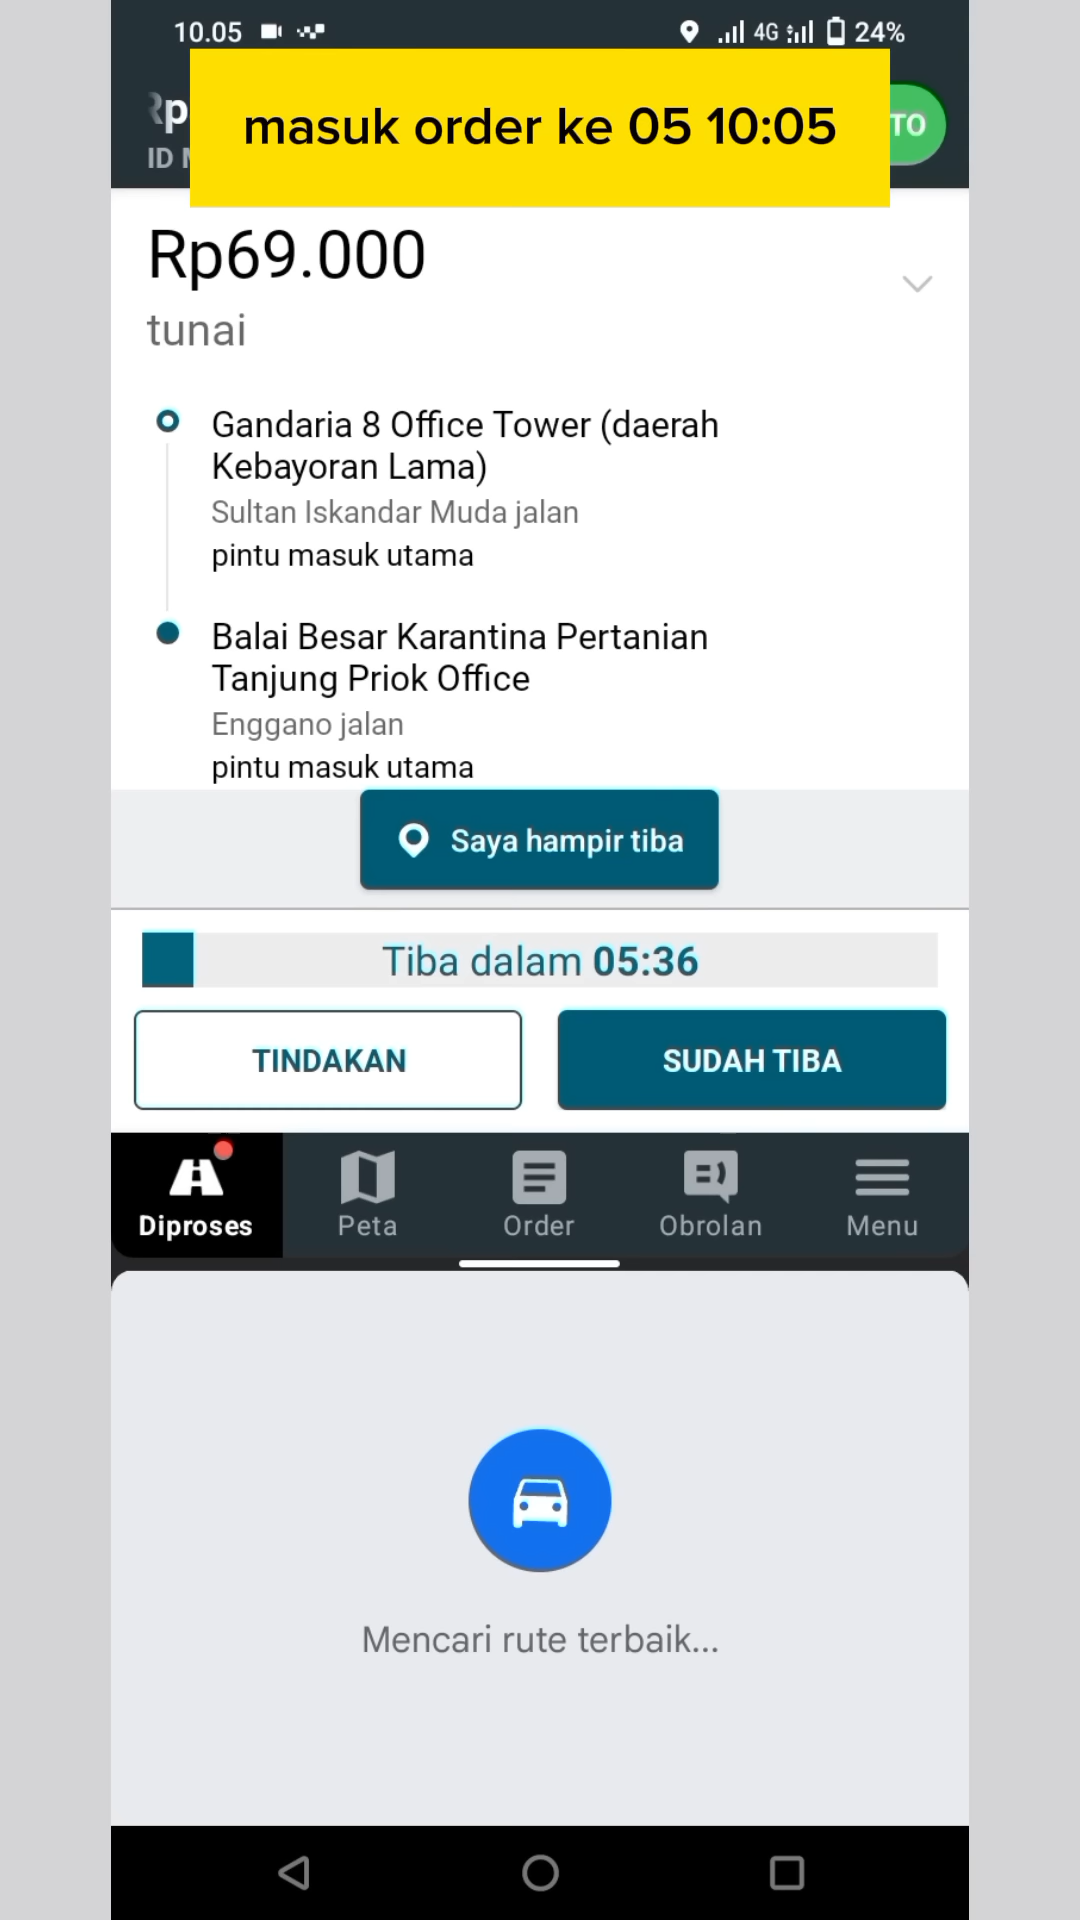 10.05
4G
24%
masuk order ke 05 10:05
Rp
ID
TO
Rp69.000
tunai
Gandaria 8 Office Tower (daerah
Kebayoran Lama)
Sultan Iskandar Muda jalan
pintu masuk utama
Balai Besar Karantina Pertanian
Tanjung Priok Office
Enggano jalan
pintu masuk utama
Saya hampir tiba
Tiba dalam 05:36
TINDAKAN
SUDAH TIBA
Diproses
Peta
Order
Obrolan
Menu
Mencari rute terbaik...